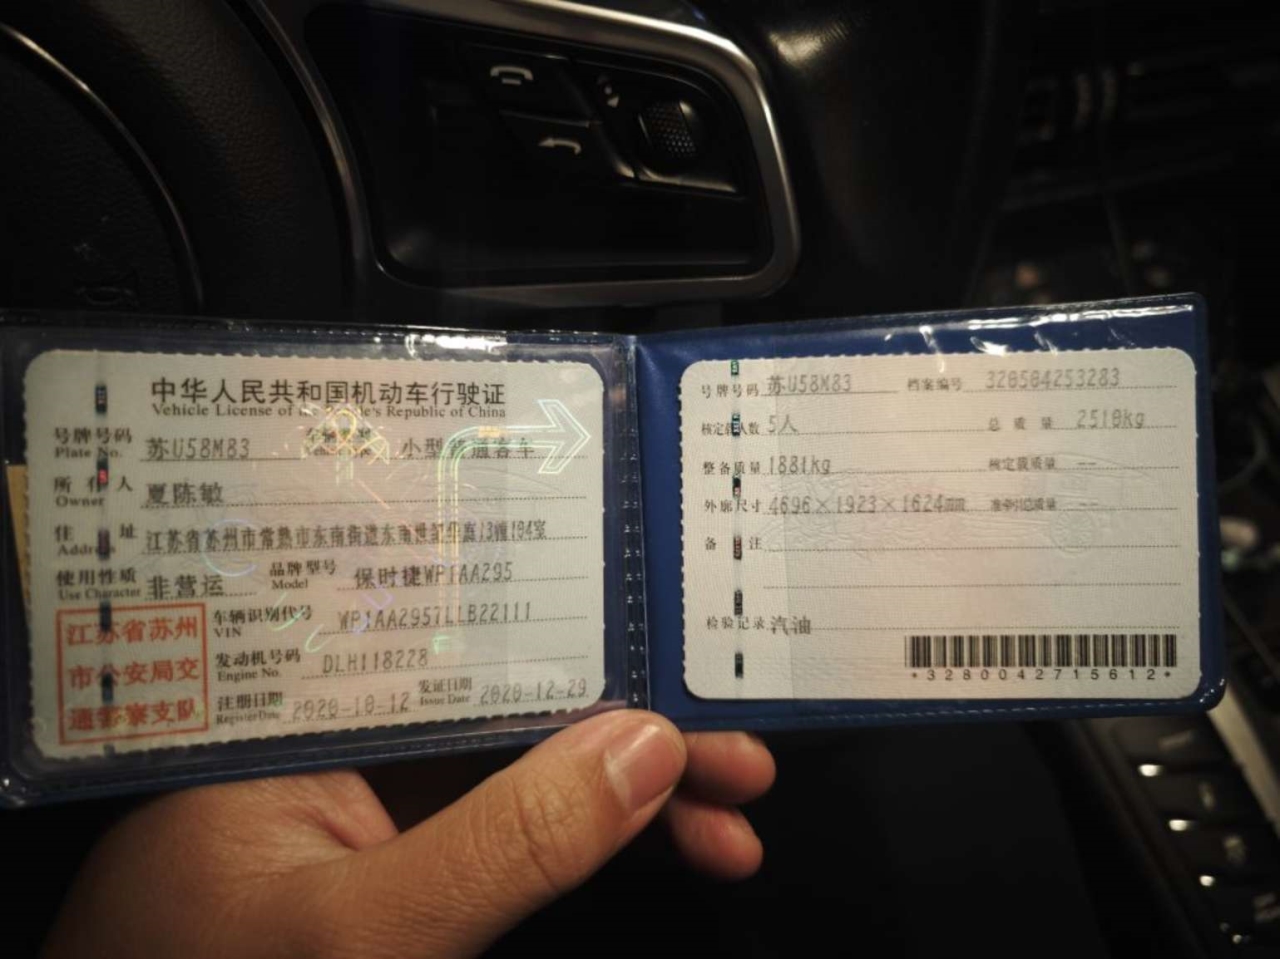 中华人民共和国机动车行驶证
Vehicle License of the People's Republic of China
号牌号码 苏U58M83 车辆类型 小型普通客车
Plate No. Vehicle Type
所有人 夏陈敏
Owner
住址 江苏省苏州市常熟市东南街道东南世纪华嘉13幢184室
Address
使用性质 非营运 品牌型号 保时捷WP1AA295
Use Character Model
江苏省苏州
市公安局交
通警察支队
车辆识别代号 WP1AA2957LLB22111
VIN
发动机号码 DLH118228
Engine No.
注册日期 2020-10-12 发证日期 2020-12-29
Register Date Issue Date
号牌号码 苏U58M83 档案编号 320504253283
核定载人数 5人 总质量 2510kg
整备质量 1881kg 核定载质量 --
外廓尺寸 4696×1923×1624mm 准牵引总质量 --
备注
检验记录 汽油
*3280042715612*